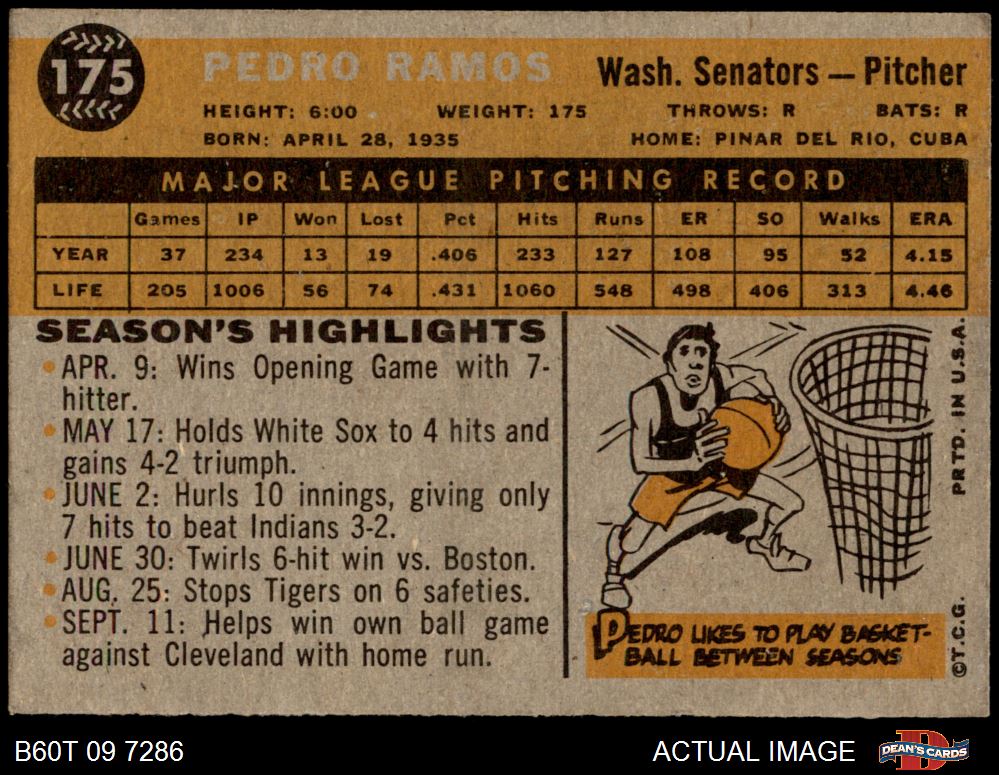 175
PEDRO RAMOS
Wash. Senators — Pitcher
HEIGHT: 6:00 WEIGHT: 175 THROWS: R BATS: R
BORN: APRIL 28, 1935 HOME: PINAR DEL RIO, CUBA
MAJOR LEAGUE PITCHING RECORD
Games IP Won Lost Pct Hits Runs ER SO Walks ERA
YEAR 37 234 13 19 .406 233 127 108 95 52 4.15
LIFE 205 1006 56 74 .431 1060 548 498 406 313 4.46
SEASON'S HIGHLIGHTS
• APR. 9: Wins Opening Game with 7-
hitter.
• MAY 17: Holds White Sox to 4 hits and
gains 4-2 triumph.
• JUNE 2: Hurls 10 innings, giving only
7 hits to beat Indians 3-2.
• JUNE 30: Twirls 6-hit win vs. Boston.
• AUG. 25: Stops Tigers on 6 safeties.
• SEPT. 11: Helps win own ball game
against Cleveland with home run.
PEDRO LIKES TO PLAY BASKET-
BALL BETWEEN SEASONS
©T.C.G. PRTD. IN U.S.A.
B60T 09 7286
ACTUAL IMAGE
DEAN'S CARDS